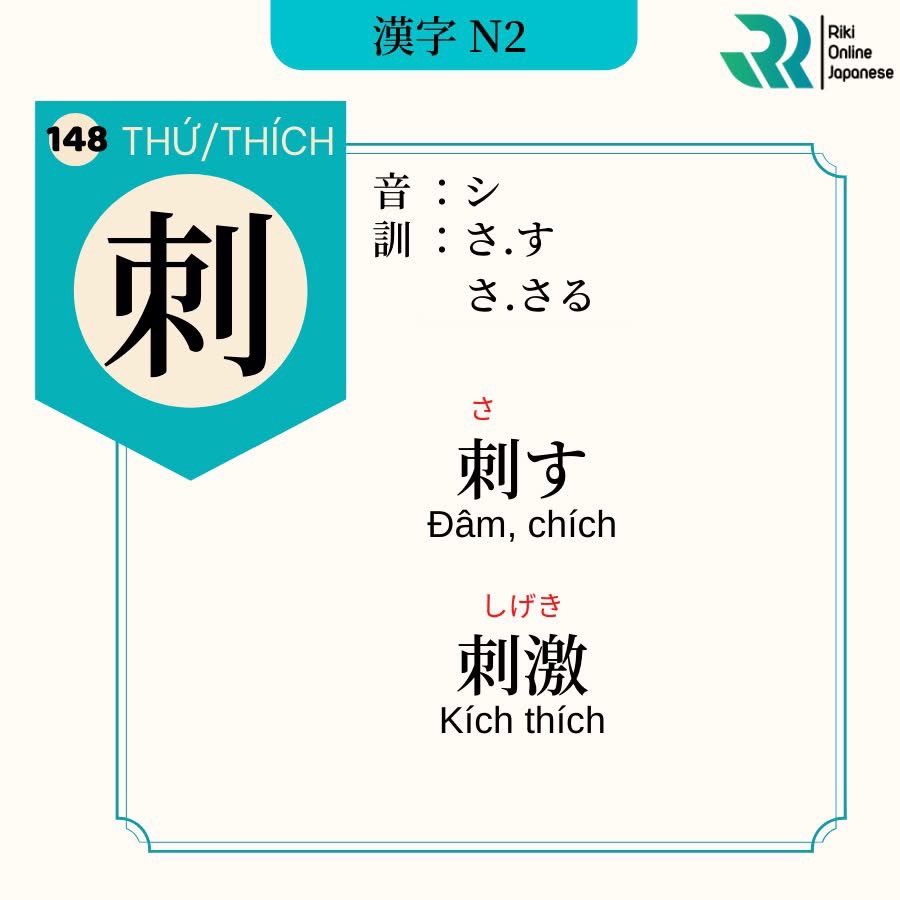 漢字 N2
Riki
Online
Japanese
148 THỨ/THÍCH
刺
音 : シ
訓 : さ.す
さ.さる
さ
刺す
Đâm, chích
しげき
刺激
Kích thích